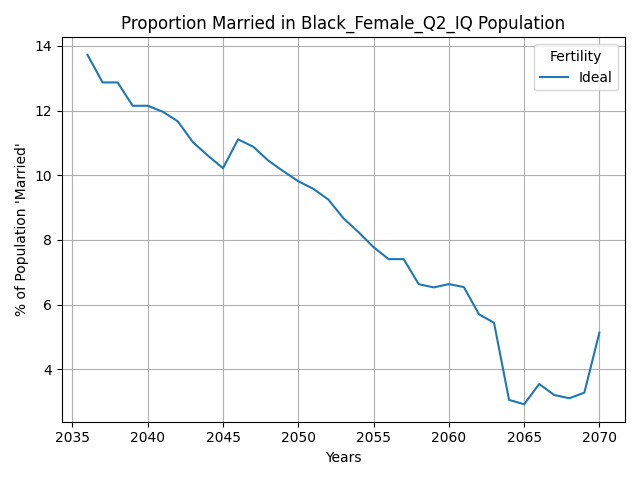 Proportion Married in Black_Female_Q2_IQ Population
Fertility
Ideal
% of Population 'Married'
14
12
10
8
6
4
2035 2040 2045 2050 2055 2060 2065 2070
Years